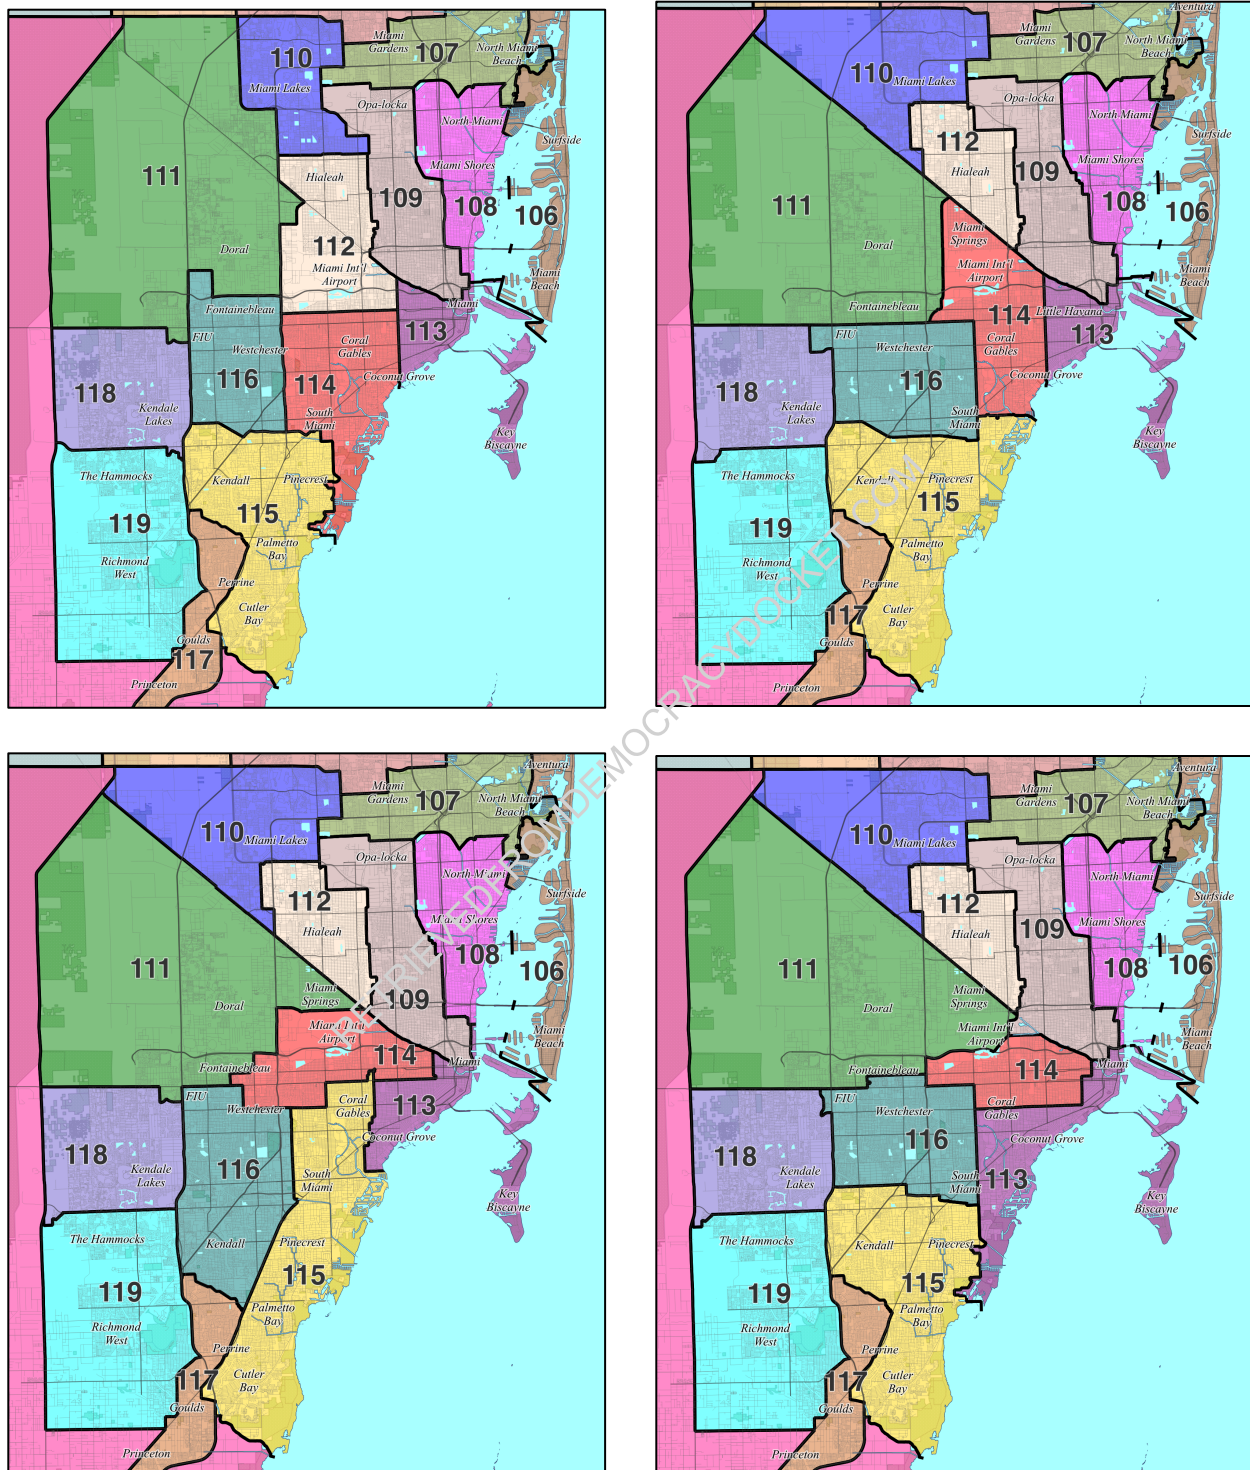 Miami
Gardens
107
North Miami
Beach
110
Miami Lakes
Opa-locka
North Miami
Surfside
111
Hialeah
Miami Shores
109
108
106
Doral
112
Miami Int'l
Airport
Miami
Beach
Fontainebleau
Miami
113
FIU
Westchester
Coral
Gables
118
116
114
Coconut Grove
Kendale
Lakes
South
Miami
Key
Biscayne
The Hammocks
Kendall
Pinecrest
119
115
Richmond
West
Palmetto
Bay
Perrine
Cutler
Bay
Goulds
117
Princeton
Aventura
Miami
Gardens
107
North Miami
Beach
110
Miami Lakes
Opa-locka
North Miami
Surfside
112
Hialeah
109
Miami Shores
111
108
106
Miami
Springs
Doral
Miami Int'l
Airport
Miami
Beach
Fontainebleau
114
Little Havana
FIU
Westchester
Coral
Gables
113
118
116
Coconut Grove
Kendale
Lakes
South
Miami
Key
Biscayne
The Hammocks
Kendall
Pinecrest
115
119
Richmond
West
Palmetto
Bay
Perrine
117
Cutler
Bay
Goulds
Princeton
Aventura
Miami
Gardens
107
North Miami
Beach
110
Miami Lakes
Opa-locka
North Miami
Surfside
112
Hialeah
Miami Shores
111
108
106
Miami
Springs
109
Doral
Miami Int'l
Airport
Miami
Beach
114
Fontainebleau
Miami
FIU
Westchester
Coral
Gables
113
Coconut Grove
118
116
Kendale
Lakes
South
Miami
Key
Biscayne
The Hammocks
Kendall
Pinecrest
119
115
Richmond
West
Palmetto
Bay
Perrine
117
Cutler
Bay
Goulds
Princeton
Aventura
Miami
Gardens
107
North Miami
Beach
110
Miami Lakes
Opa-locka
North Miami
Surfside
112
Hialeah
109
Miami Shores
111
108
106
Miami
Springs
Doral
Miami Int'l
Airport
Miami
Beach
Fontainebleau
114
Miami
FIU
Westchester
Coral
Gables
Coconut Grove
118
116
Kendale
Lakes
South
Miami
113
Key
Biscayne
The Hammocks
Kendall
Pinecrest
119
115
Richmond
West
Palmetto
Bay
Perrine
117
Cutler
Bay
Goulds
Princeton
RETRIEVEDFROMDEMOCRACYDOCKET.COM